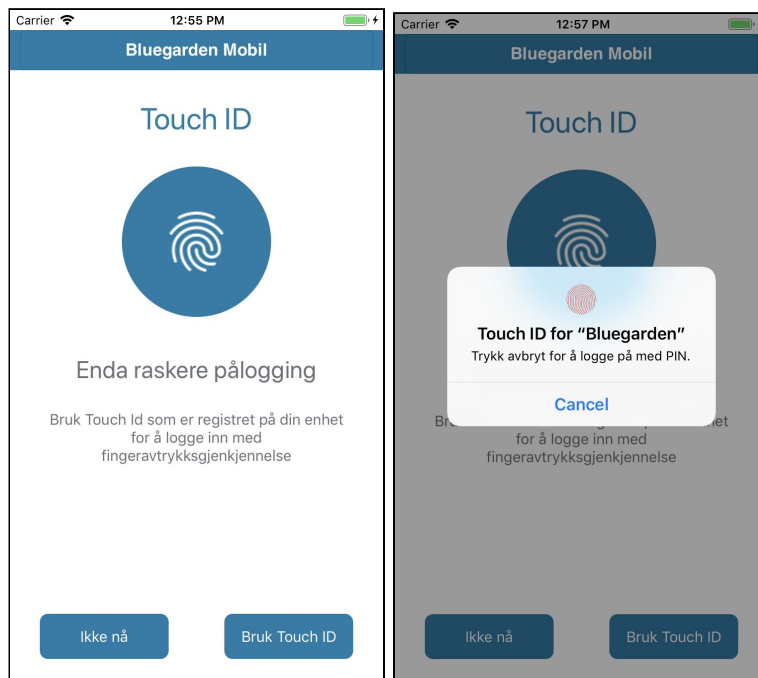 Carrier 12:55 PM
Bluegarden Mobil
Touch ID
Enda raskere pålogging
Bruk Touch Id som er registret på din enhet
for å logge inn med
fingeravtrykksgjenkjennelse
Ikke nå Bruk Touch ID
Carrier 12:57 PM
Bluegarden Mobil
Touch ID
Touch ID for “Bluegarden”
Trykk avbryt for å logge på med PIN.
Cancel
for å logge inn med
fingeravtrykksgjenkjennelse
Ikke nå Bruk Touch ID